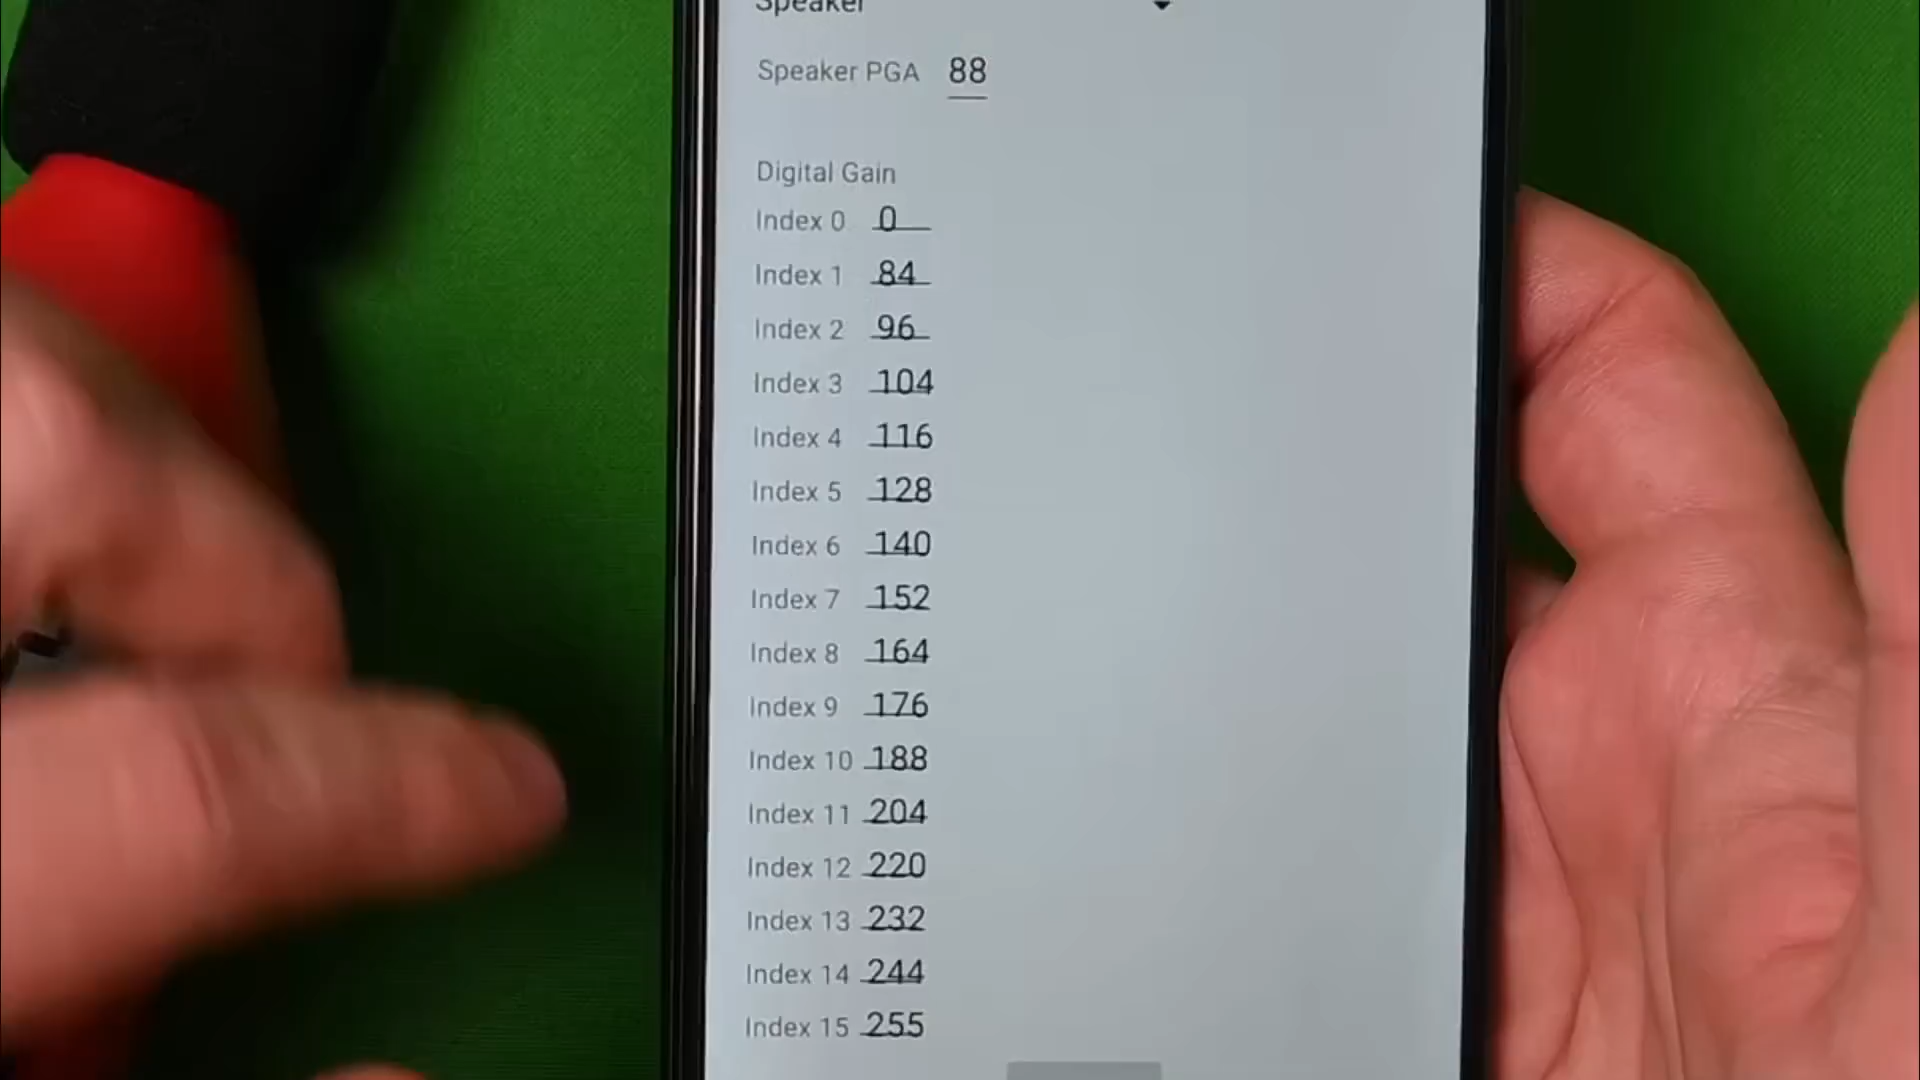 Speaker
Speaker PGA 88
Digital Gain
Index 0 0
Index 1 84
Index 2 96
Index 3 104
Index 4 116
Index 5 128
Index 6 140
Index 7 152
Index 8 164
Index 9 176
Index 10 188
Index 11 204
Index 12 220
Index 13 232
Index 14 244
Index 15 255